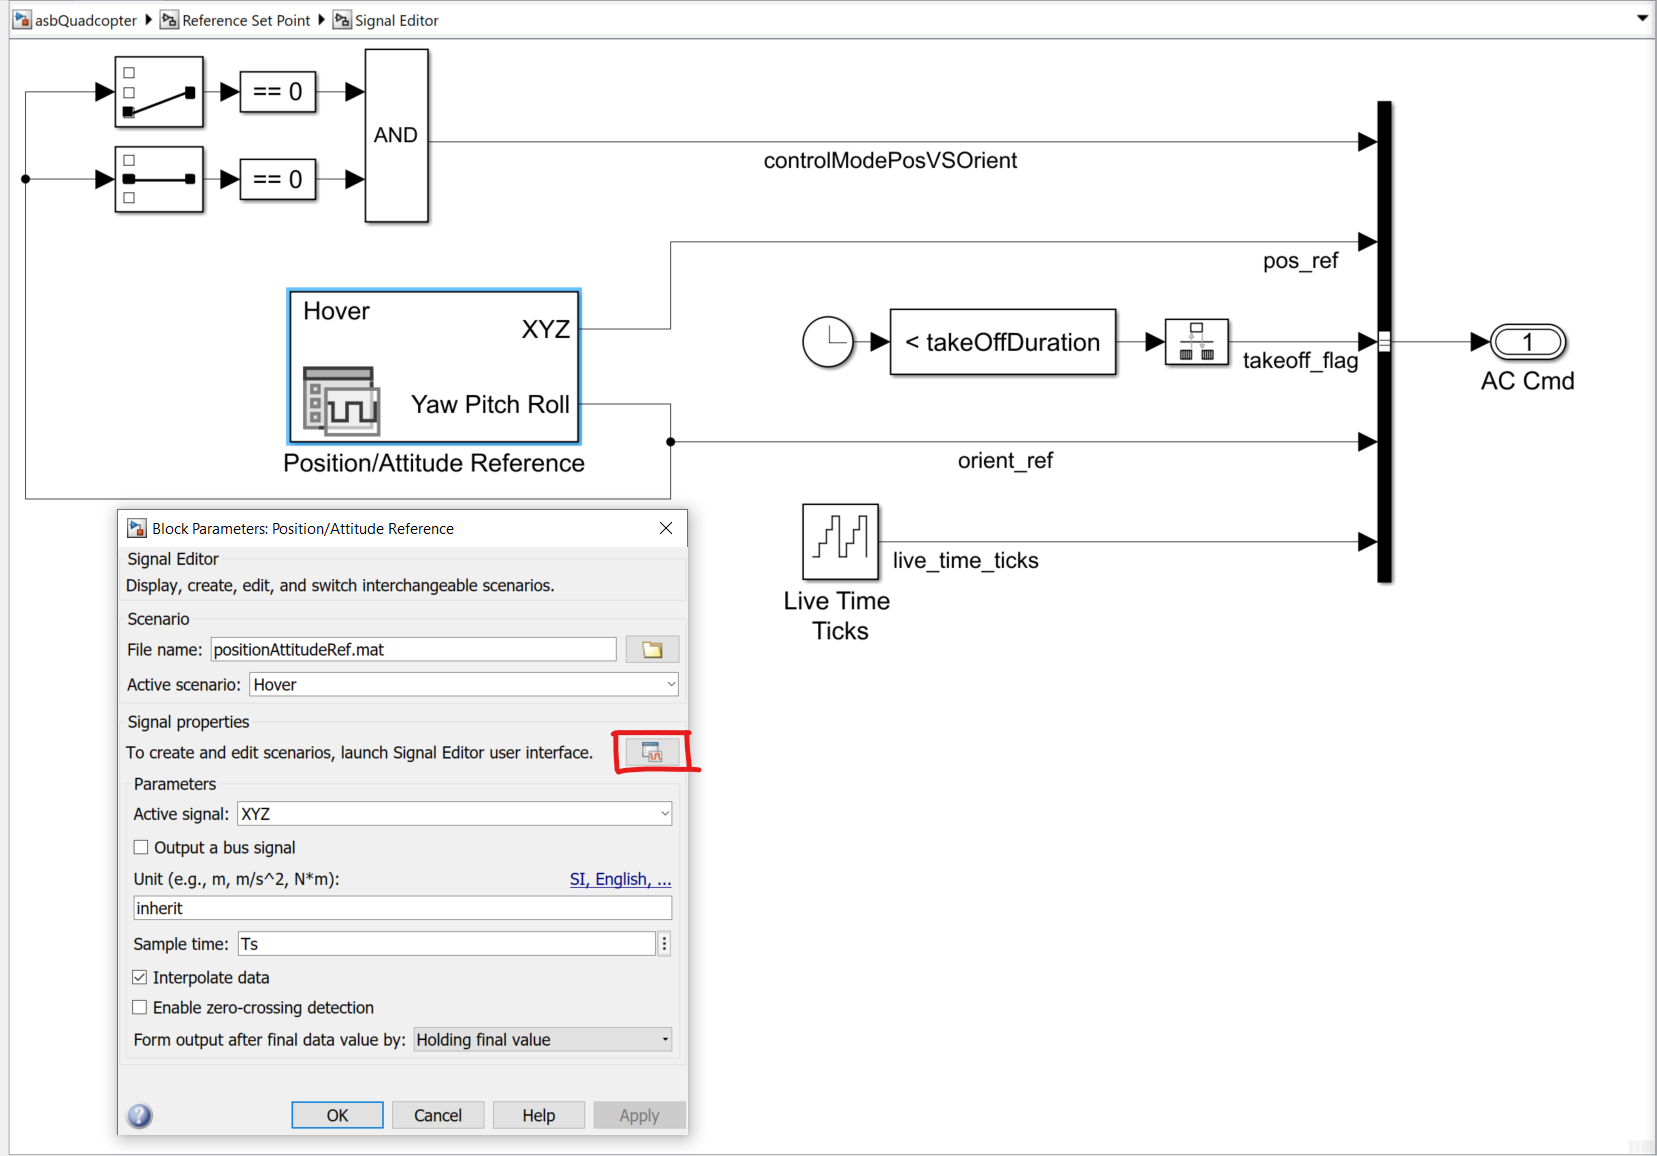 asbQuadcopter Reference Set Point Signal Editor
== 0
AND
== 0
controlModePosVSOrient
pos_ref
Hover
XYZ
Yaw Pitch Roll
Position/Attitude Reference
< takeOffDuration
takeoff_flag
1
AC Cmd
orient_ref
live_time_ticks
Live Time
Ticks
Block Parameters: Position/Attitude Reference
Signal Editor
Display, create, edit, and switch interchangeable scenarios.
Scenario
File name: positionAttitudeRef.mat
Active scenario: Hover
Signal properties
To create and edit scenarios, launch Signal Editor user interface.
Parameters
Active signal: XYZ
Output a bus signal
Unit (e.g., m, m/s^2, N*m): SI, English, ...
inherit
Sample time: Ts
Interpolate data
Enable zero-crossing detection
Form output after final data value by: Holding final value
? OK Cancel Help Apply